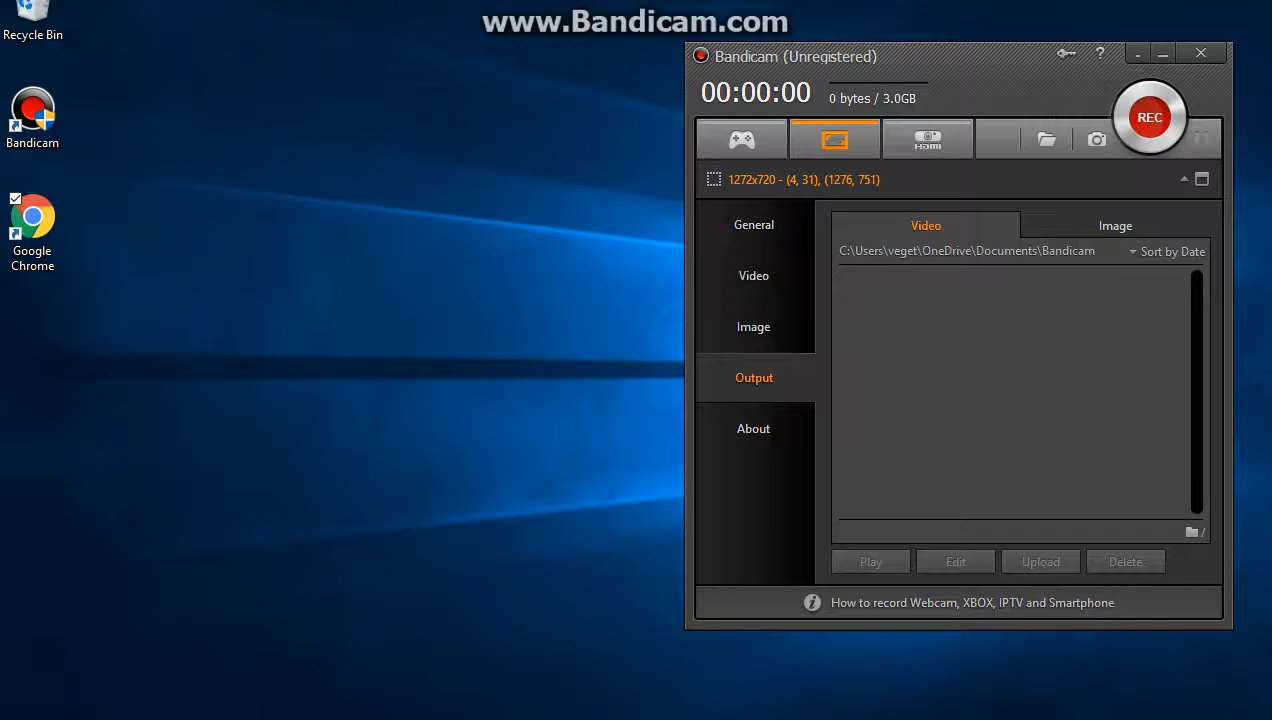 www.Bandicam.com
Recycle Bin
Bandicam
Google
Chrome
Bandicam (Unregistered)
?
00:00:00
0 bytes / 3.0GB
REC
HDMI
1272x720 - (4, 31), (1276, 751)
General
Video
Image
Output
About
Video
Image
C:\Users\veget\OneDrive\Documents\Bandicam
Sort by Date
/
Play
Edit
Upload
Delete
How to record Webcam, XBOX, IPTV and Smartphone